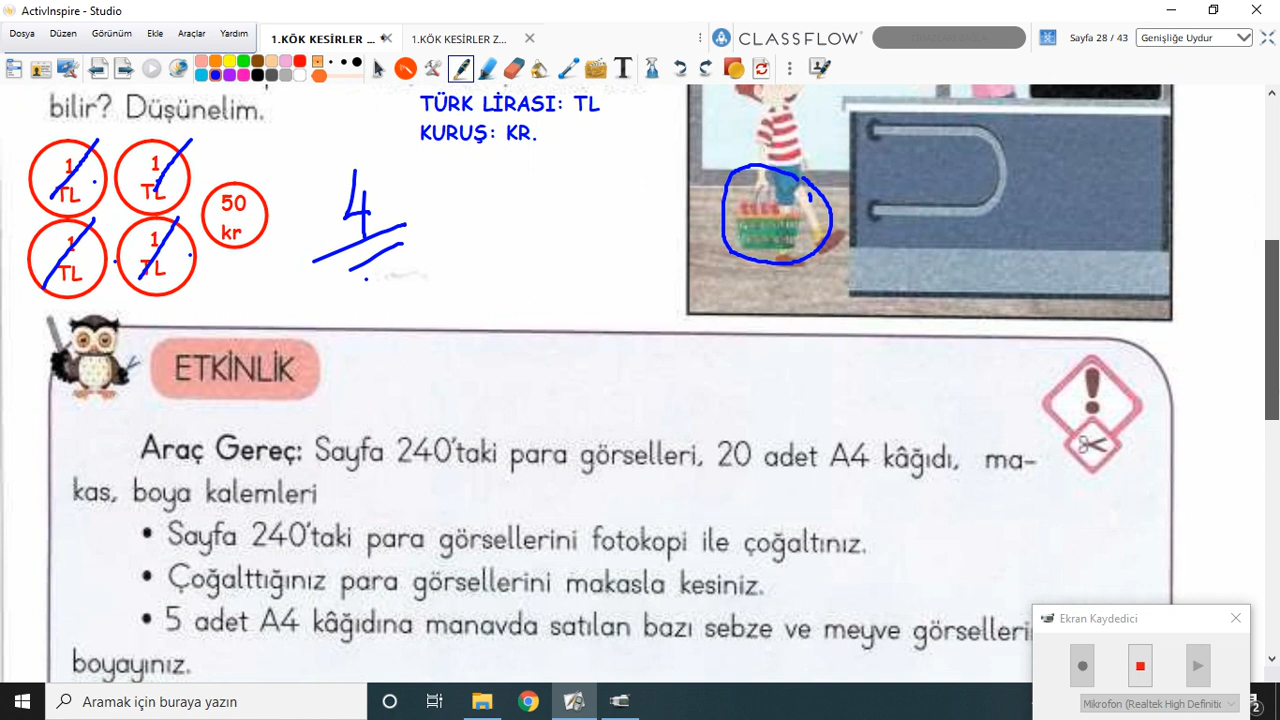 ActivInspire - Studio
Dosya Düzen Görünüm Ekle Araçlar Yardım
1.KÖK KESİRLER ...
1.KÖK KESİRLER Z...
CLASSFLOW
Sayfa 28 / 43
Genişliğe Uydur
bilir? Düşünelim.
TÜRK LİRASI: TL
KURUŞ: KR.
1
TL
1
TL
50
kr
1
TL
1
TL
4
ETKİNLİK
Araç Gereç: Sayfa 240'taki para görselleri, 20 adet A4 kâğıdı, ma-
kas, boya kalemleri
• Sayfa 240'taki para görsellerini fotokopi ile çoğaltınız.
• Çoğalttığınız para görsellerini makasla kesiniz.
• 5 adet A4 kâğıdına manavda satılan bazı sebze ve meyve görselleri
boyayınız.
Ekran Kaydedici
Mikrofon (Realtek High Definitic
Aramak için buraya yazın
2